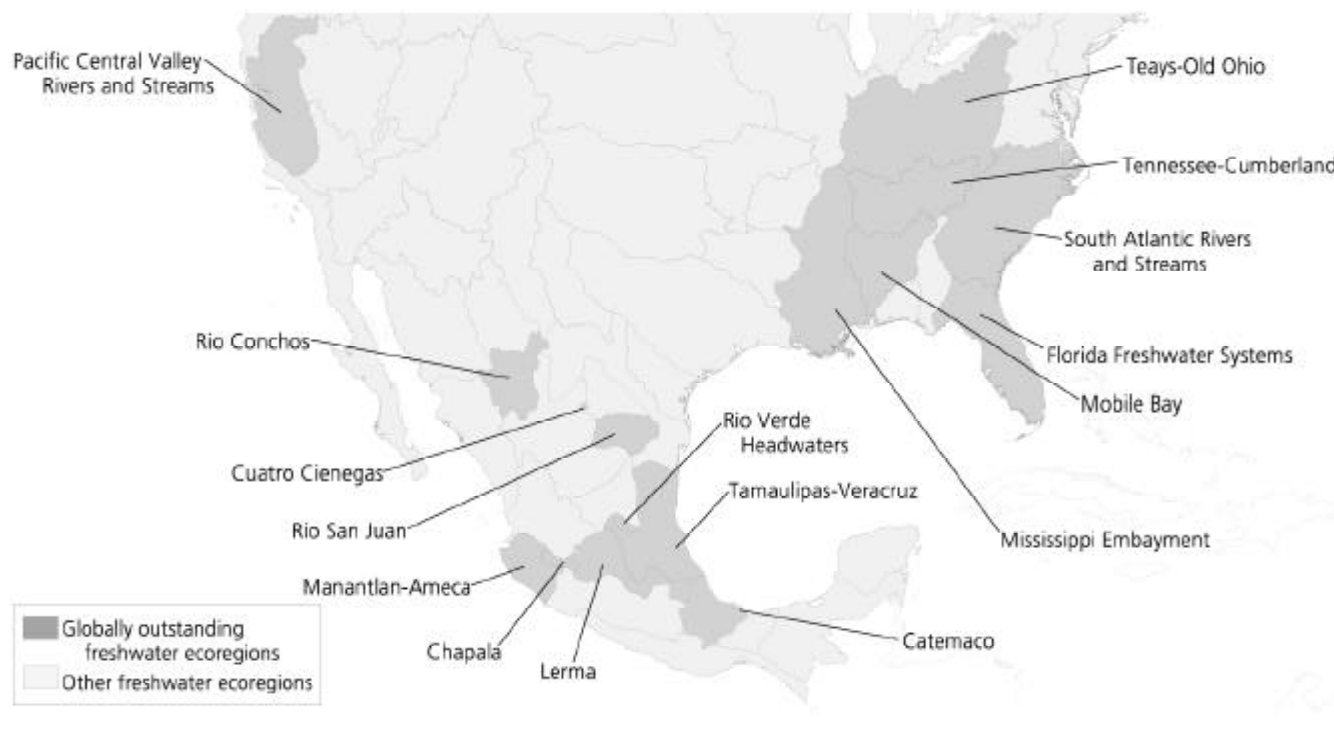 Pacific Central Valley
Rivers and Streams
Teays-Old Ohio
Tennessee-Cumberland
South Atlantic Rivers
and Streams
Rio Conchos
Florida Freshwater Systems
Mobile Bay
Rio Verde
Headwaters
Cuatro Cienegas
Tamaulipas-Veracruz
Rio San Juan
Mississippi Embayment
Manantlan-Ameca
Chapala
Lerma
Catemaco
Globally outstanding
freshwater ecoregions
Other freshwater ecoregions